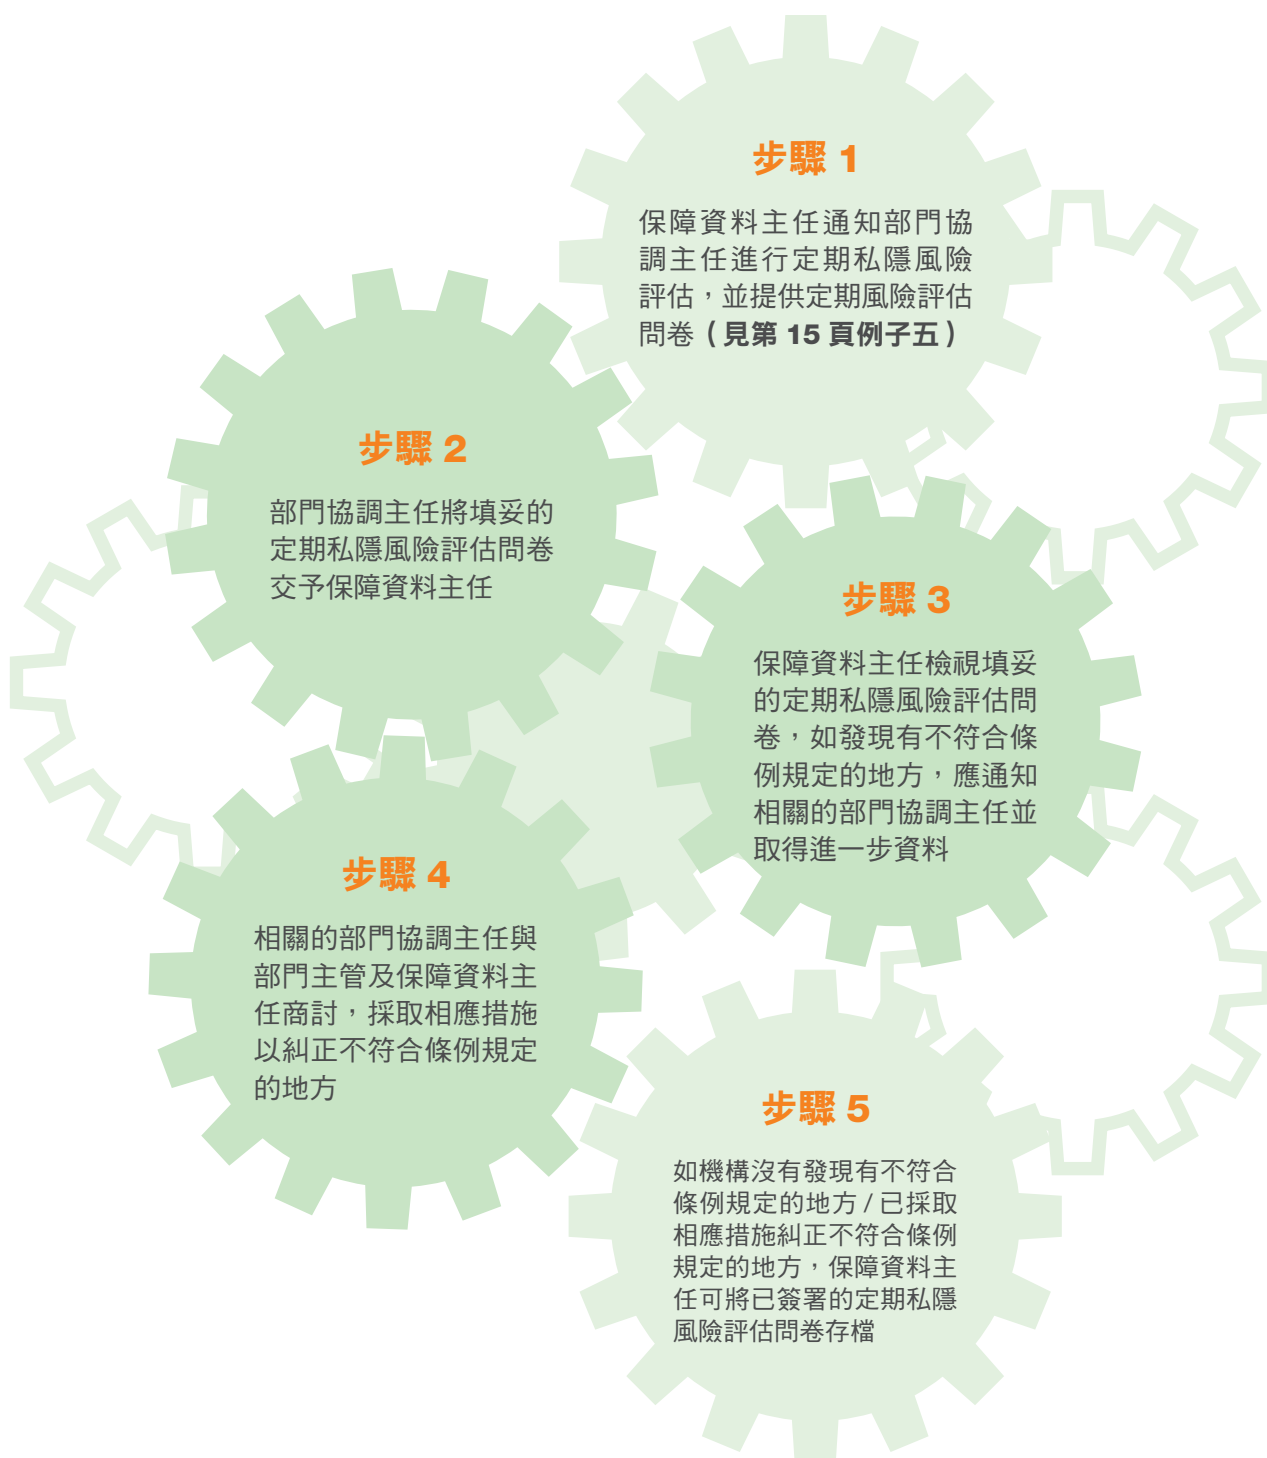 步驟 1
保障資料主任通知部門協
調主任進行定期私隱風險
評估，並提供定期風險評估
問卷（見第 15 頁例子五）
步驟 2
部門協調主任將填妥的
定期私隱風險評估問卷
交予保障資料主任
步驟 3
保障資料主任檢視填妥
的定期私隱風險評估問
卷，如發現有不符合條
例規定的地方，應通知
相關的部門協調主任並
取得進一步資料
步驟 4
相關的部門協調主任與
部門主管及保障資料主
任商討，採取相應措施
以糾正不符合條例規定
的地方
步驟 5
如機構沒有發現有不符合
條例規定的地方 / 已採取
相應措施糾正不符合條例
規定的地方，保障資料主
任可將已簽署的定期私隱
風險評估問卷存檔